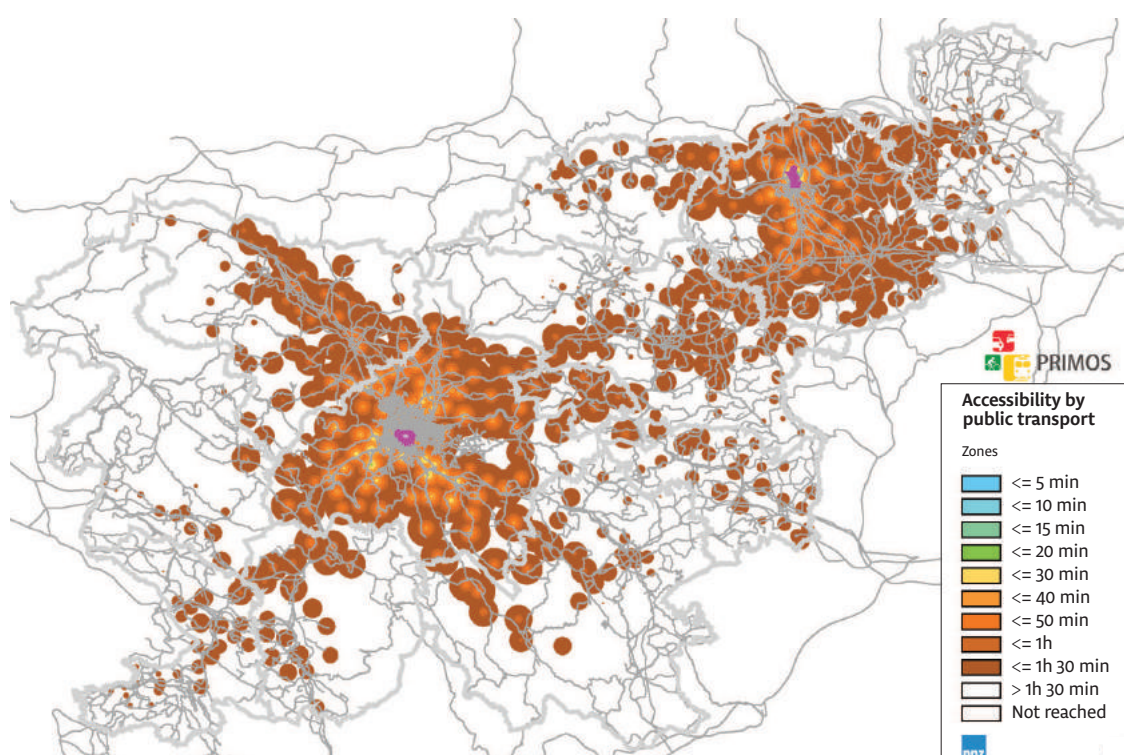 PRIMOS
Accessibility by
public transport
Zones
<= 5 min
<= 10 min
<= 15 min
<= 20 min
<= 30 min
<= 40 min
<= 50 min
<= 1h
<= 1h 30 min
> 1h 30 min
Not reached
pnz